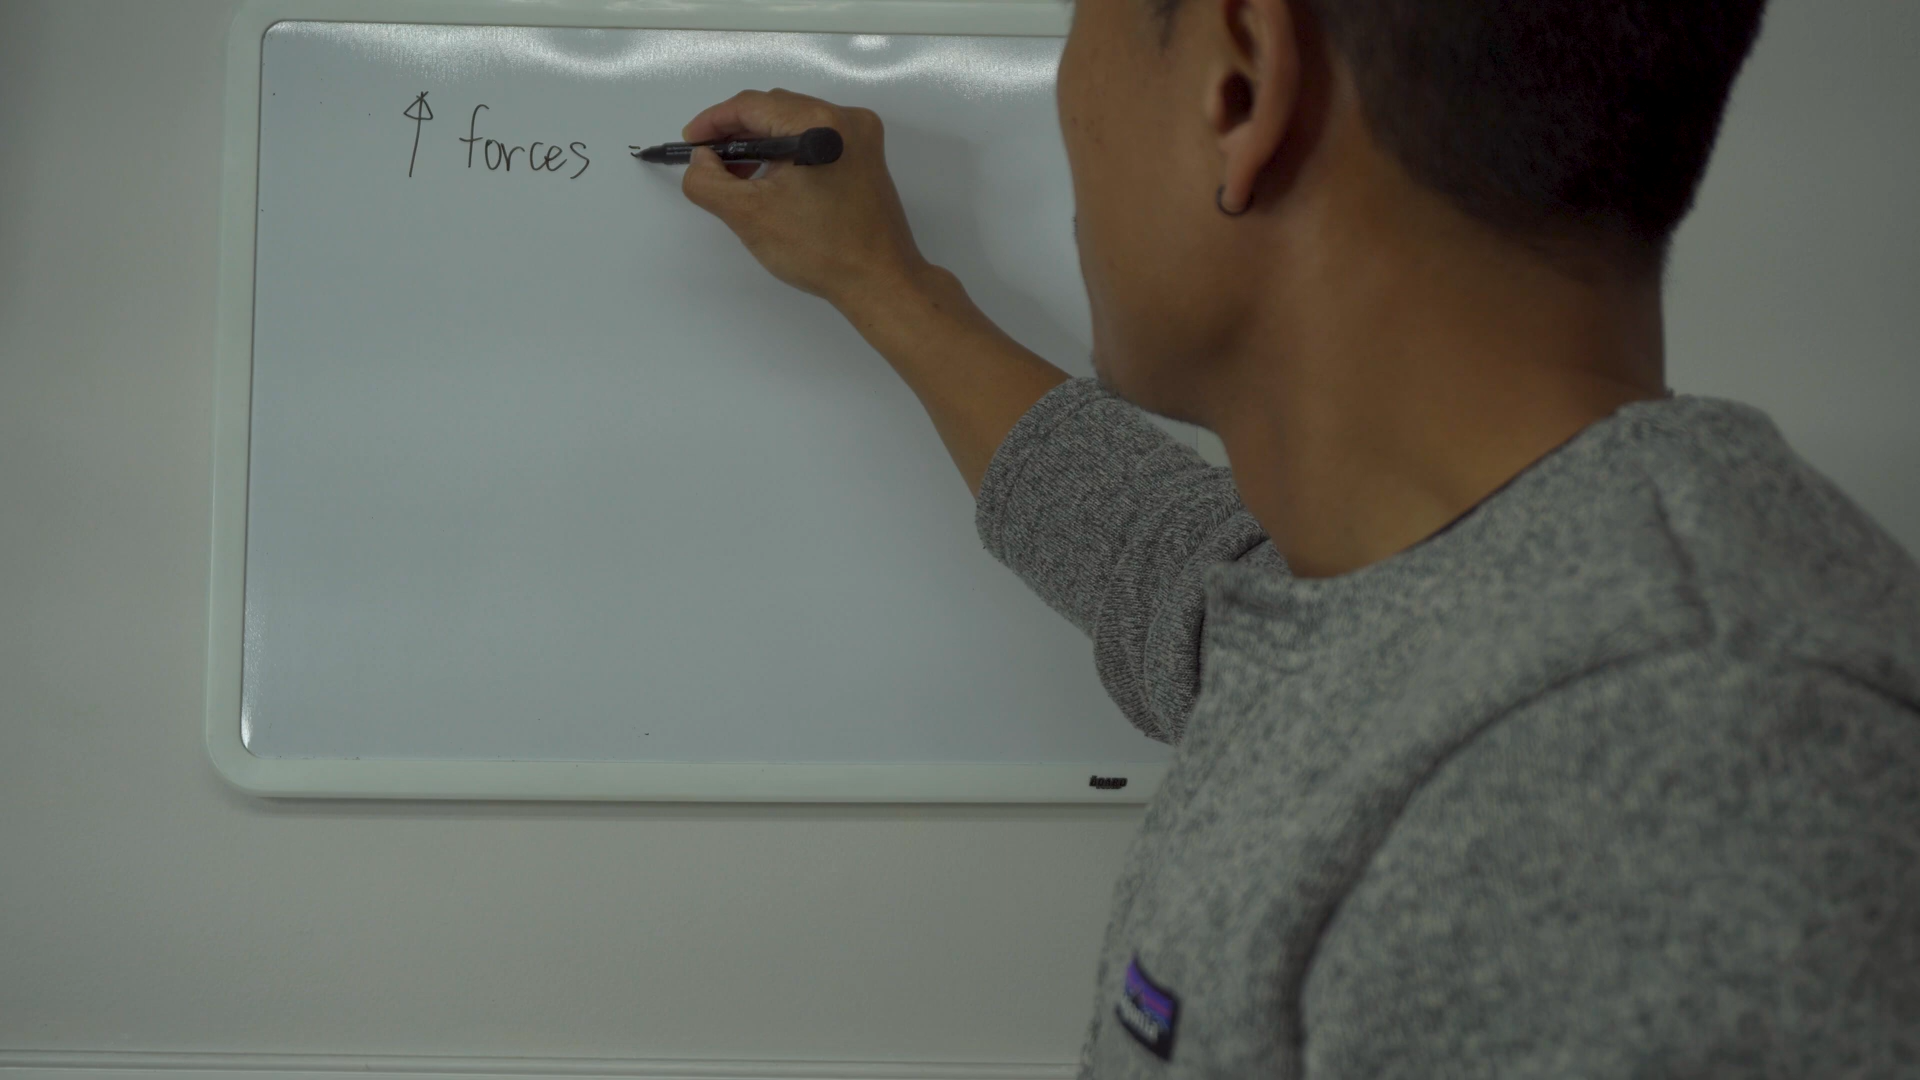 ↑ forces =